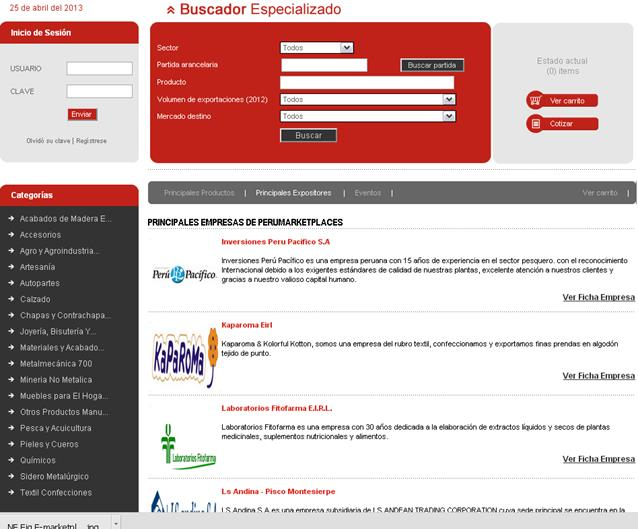 25 de abril del 2013
Buscador Especializado
Inicio de Sesión
USUARIO
CLAVE
Enviar
Olvidó su clave | Regístrese
Sector
Todos
Partida arancelaria
Buscar partida
Producto
Volumen de exportaciones (2012)
Todos
Mercado destino
Todos
Buscar
Estado actual
(0) items
Ver carrito
Cotizar
Categorías
Acabados de Madera E...
Accesorios
Agro y Agroindustria...
Artesanía
Autopartes
Calzado
Chapas y Contrachapa...
Joyería, Bisutería Y...
Materiales y Acabado...
Metalmecánica 700
Mineria No Metalica
Muebles para El Hoga...
Otros Productos Manu...
Pesca y Acuicultura
Pieles y Cueros
Químicos
Sidero Metalúrgico
Textil Confecciones
Principales Productos | Principales Expositores | Eventos | Ver carrito |
PRINCIPALES EMPRESAS DE PERUMARKETPLACES
Inversiones Peru Pacifico S.A
Perú Pacífico
Inversiones Perú Pacífico es una empresa peruana con 15 años de experiencia en el sector pesquero. con el reconocimiento
Internacional debido a los exigentes estándares de calidad de nuestras plantas, excelente atención a nuestros clientes y
gracias a nuestro valioso capital humano.
Ver Ficha Empresa
Kaparoma Eirl
KaPaRoMa
Kaparoma & Kolorful Kotton, somos una empresa del rubro textil, confeccionamos y exportamos finas prendas en algodón
tejido de punto.
Ver Ficha Empresa
Laboratorios Fitofarma E.I.R.L.
Laboratorios Fitofarma
Laboratorios Fitofarma es una empresa con 30 años dedicada a la elaboración de extractos líquidos y secos de plantas
medicinales, suplementos nutricionales y alimentos.
Ver Ficha Empresa
Ls Andina - Pisco Montesierpe
LS Andina S.A es una empresa subsidiaria de LS ANDEAN TRADING CORPORATION cuya sede principal se encuentra en la